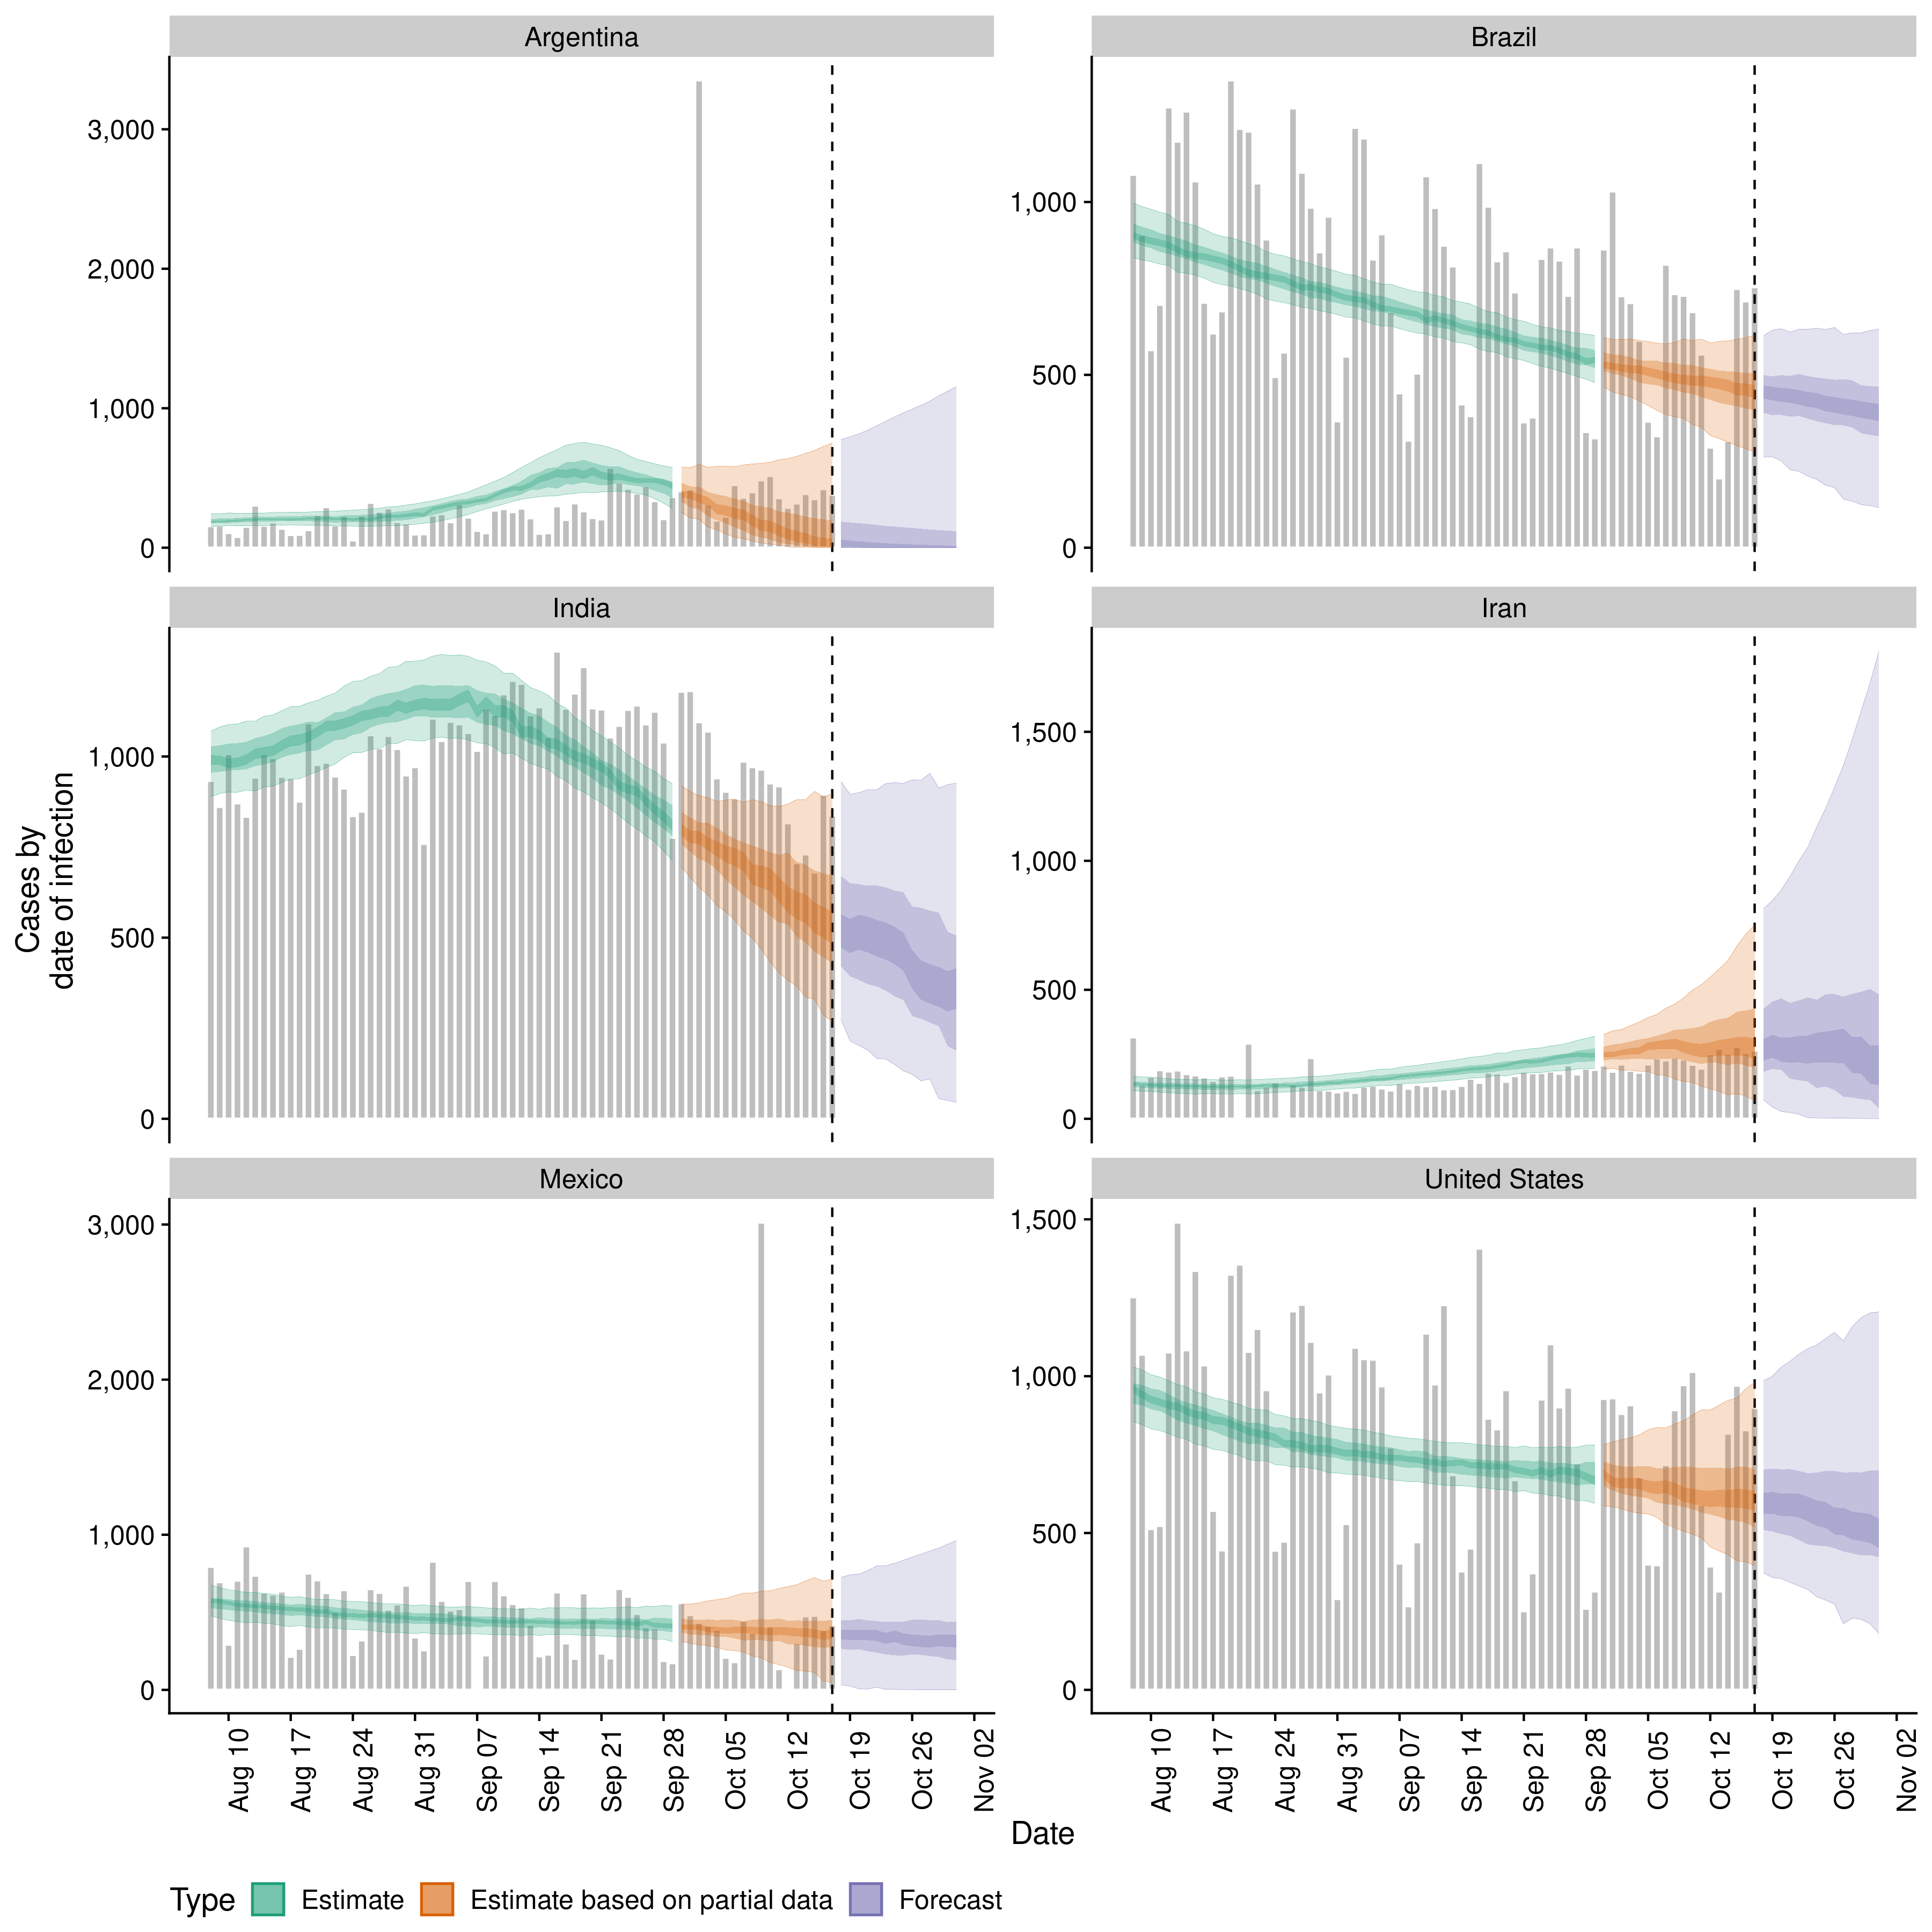 Argentina
Brazil
3,000
2,000
1,000
0
1,000
500
0
India
Iran
1,000
500
0
1,500
1,000
500
0
Mexico
United States
3,000
2,000
1,000
0
1,500
1,000
500
0
Cases by
date of infection
Aug 10 Aug 17 Aug 24 Aug 31 Sep 07 Sep 14 Sep 21 Sep 28 Oct 05 Oct 12 Oct 19 Oct 26 Nov 02
Aug 10 Aug 17 Aug 24 Aug 31 Sep 07 Sep 14 Sep 21 Sep 28 Oct 05 Oct 12 Oct 19 Oct 26 Nov 02
Date
Type Estimate Estimate based on partial data Forecast